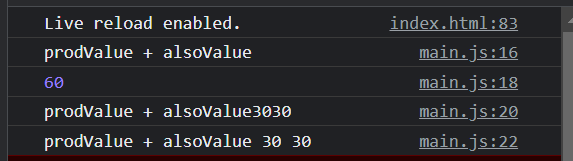 Live reload enabled. index.html:83
prodValue + alsoValue main.js:16
60 main.js:18
prodValue + alsoValue3030 main.js:20
prodValue + alsoValue 30 30 main.js:22